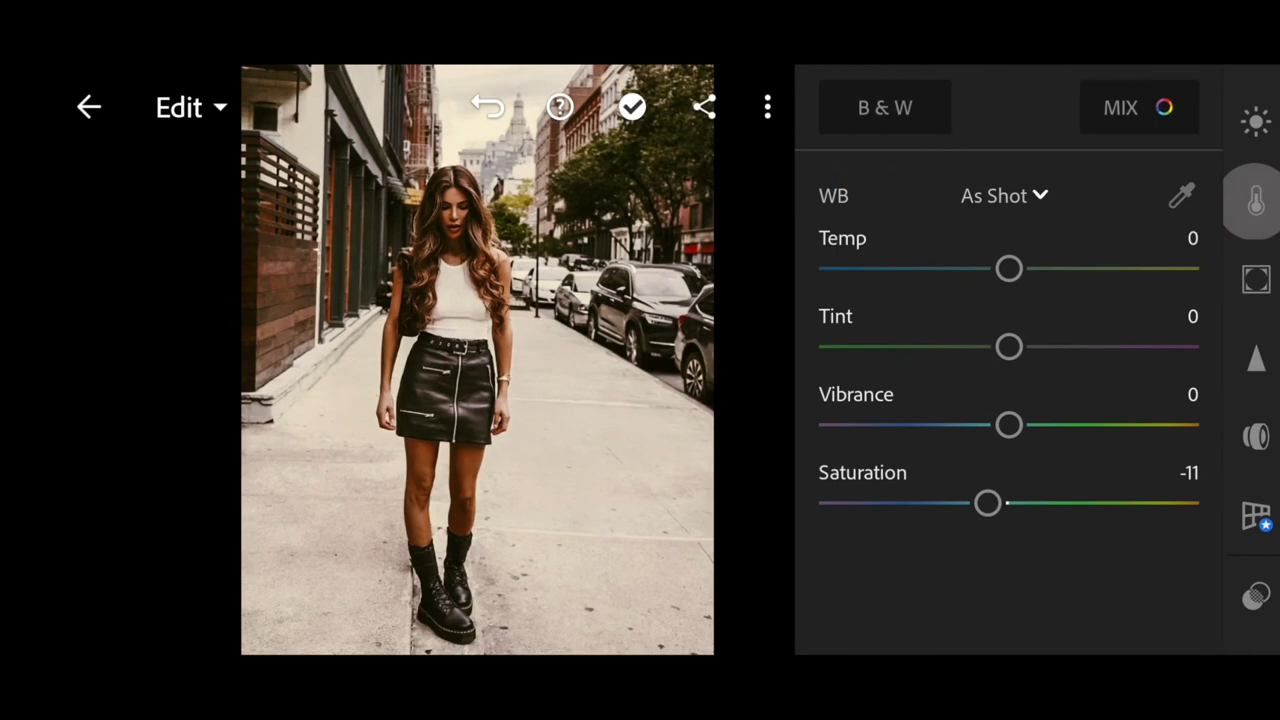 Edit
B & W
MIX
WB
As Shot
Temp
0
Tint
0
Vibrance
0
Saturation
-11